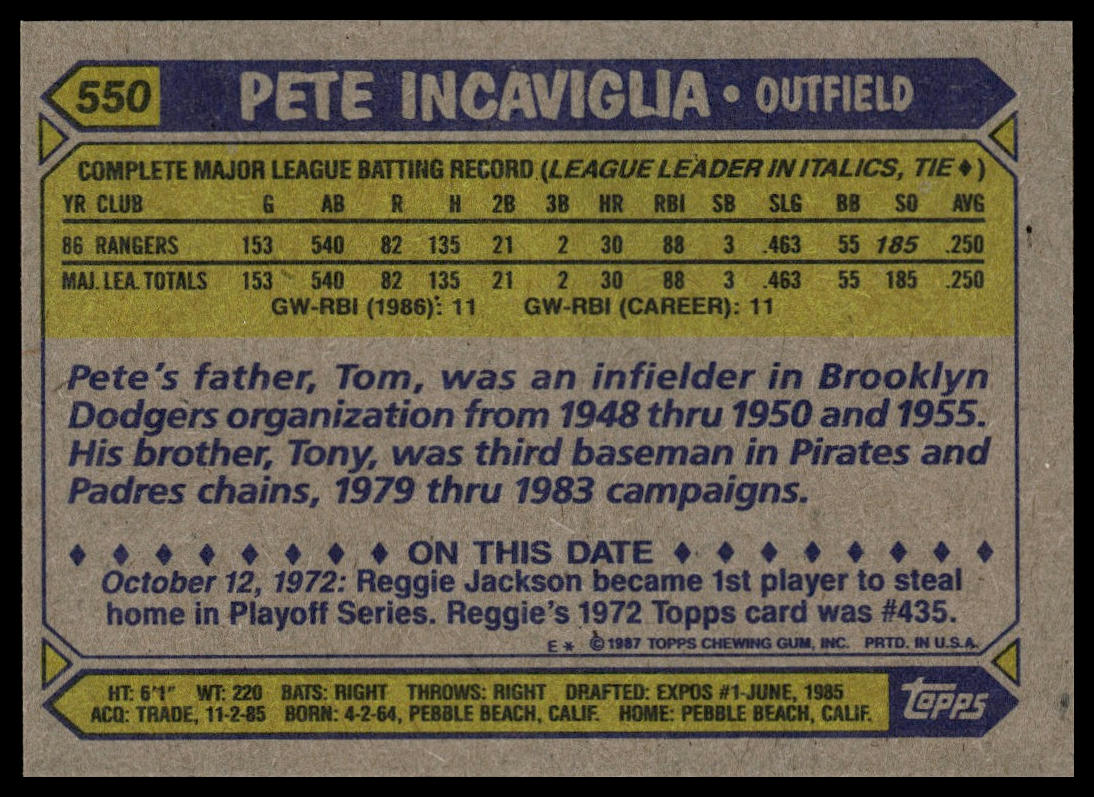 550 PETE INCAVIGLIA • OUTFIELD
COMPLETE MAJOR LEAGUE BATTING RECORD (LEAGUE LEADER IN ITALICS, TIE ♦)
YR CLUB G AB R H 2B 3B HR RBI SB SLG BB SO AVG
86 RANGERS 153 540 82 135 21 2 30 88 3 .463 55 185 .250
MAJ. LEA. TOTALS 153 540 82 135 21 2 30 88 3 .463 55 185 .250
GW-RBI (1986): 11 GW-RBI (CAREER): 11
Pete's father, Tom, was an infielder in Brooklyn
Dodgers organization from 1948 thru 1950 and 1955.
His brother, Tony, was third baseman in Pirates and
Padres chains, 1979 thru 1983 campaigns.
♦ ♦ ♦ ♦ ♦ ♦ ♦ ♦ ON THIS DATE ♦ ♦ ♦ ♦ ♦ ♦ ♦ ♦
October 12, 1972: Reggie Jackson became 1st player to steal
home in Playoff Series. Reggie's 1972 Topps card was #435.
E * ©1987 TOPPS CHEWING GUM, INC. PRTD. IN U.S.A.
HT: 6'1" WT: 220 BATS: RIGHT THROWS: RIGHT DRAFTED: EXPOS #1-JUNE, 1985
ACQ: TRADE, 11-2-85 BORN: 4-2-64, PEBBLE BEACH, CALIF. HOME: PEBBLE BEACH, CALIF.
topps